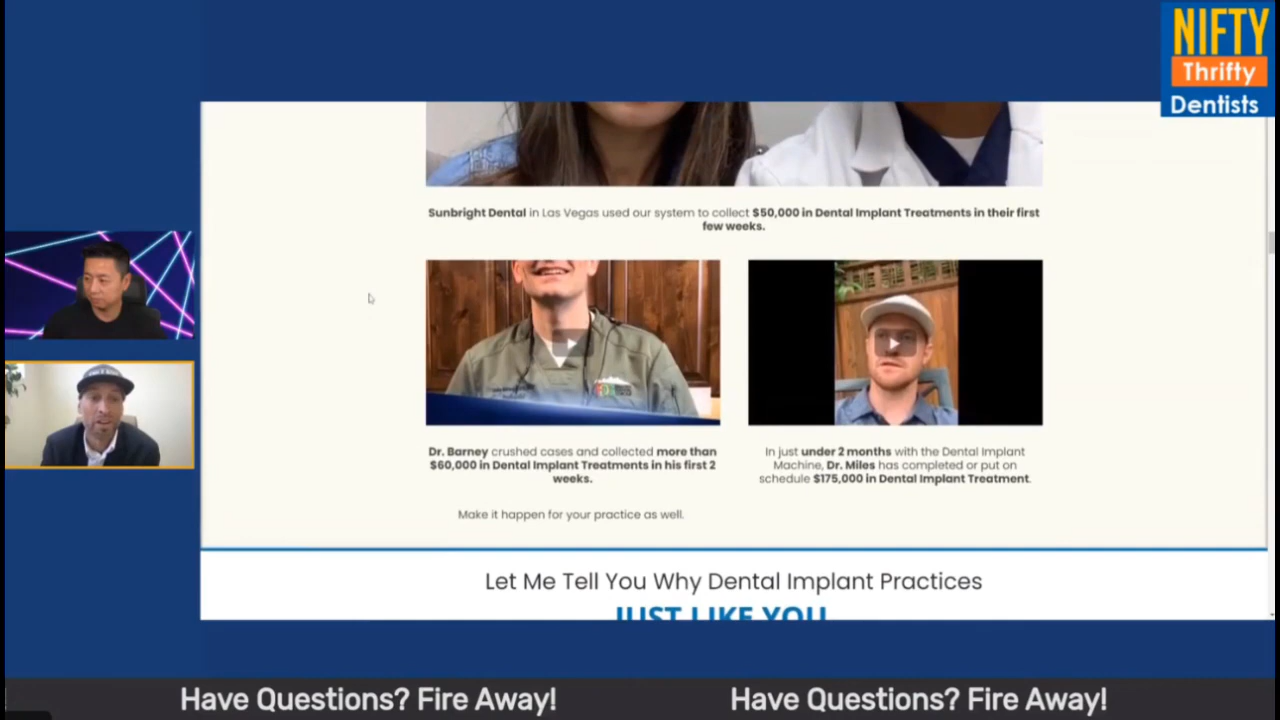 NIFTY
Thrifty
Dentists
Sunbright Dental in Las Vegas used our system to collect $50,000 in Dental Implant Treatments in their first
few weeks.
Dr. Barney crushed cases and collected more than
$60,000 in Dental Implant Treatments in his first 2
weeks.
Make it happen for your practice as well.
In just under 2 months with the Dental Implant
Machine, Dr. Miles has completed or put on
schedule $175,000 in Dental Implant Treatment.
Let Me Tell You Why Dental Implant Practices
JUST LIKE YOU
Have Questions? Fire Away! Have Questions? Fire Away!